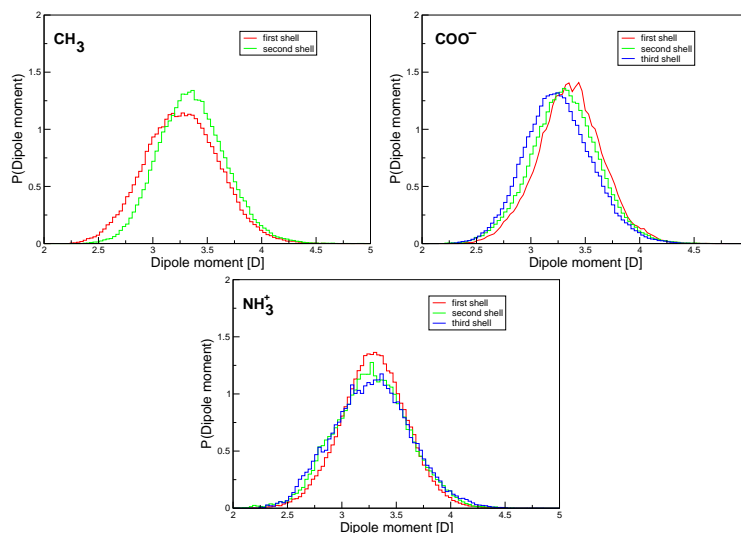 CH3
first shell
second shell
P(Dipole moment)
2
1.5
1
0.5
0
2 2.5 3 3.5 4 4.5 5
Dipole moment [D]
COO−
first shell
second shell
third shell
P(Dipole moment)
2
1.5
1
0.5
0
2 2.5 3 3.5 4 4.5
Dipole moment [D]
NH3+
first shell
second shell
third shell
P(Dipole moment)
2
1.5
1
0.5
0
2 2.5 3 3.5 4 4.5 5
Dipole moment [D]